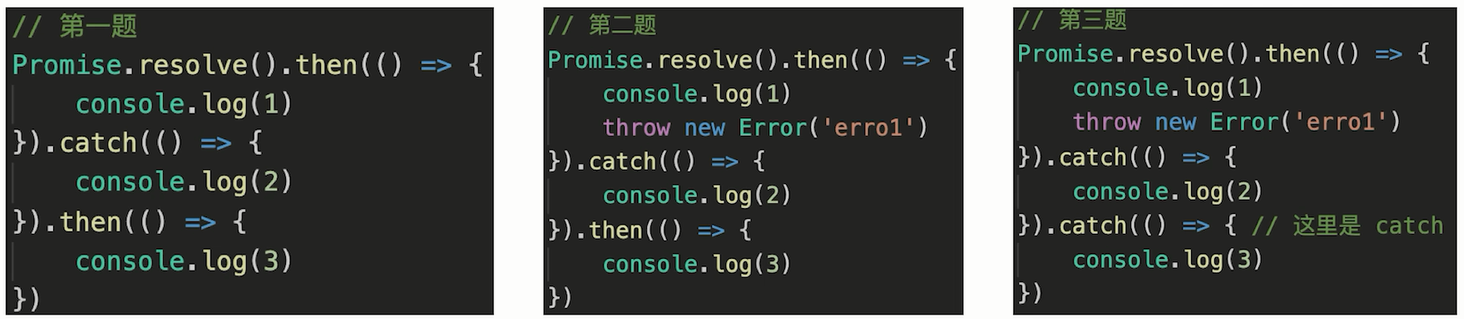 // 第一题
Promise.resolve().then(() => {
    console.log(1)
}).catch(() => {
    console.log(2)
}).then(() => {
    console.log(3)
})
// 第二题
Promise.resolve().then(() => {
    console.log(1)
    throw new Error('erro1')
}).catch(() => {
    console.log(2)
}).then(() => {
    console.log(3)
})
// 第三题
Promise.resolve().then(() => {
    console.log(1)
    throw new Error('erro1')
}).catch(() => {
    console.log(2)
}).catch(() => { // 这里是 catch
    console.log(3)
})